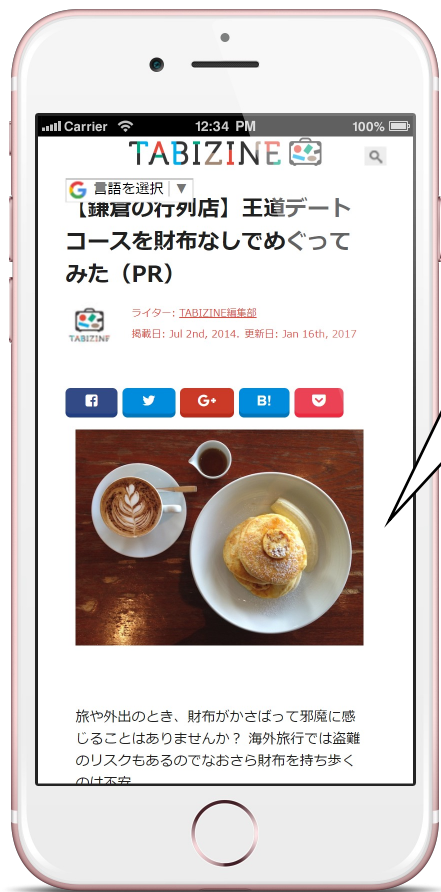 Carrier 12:34 PM 100%
TABIZINE
言語を選択 ▼
【鎌倉の行列店】王道デート
コースを財布なしでめぐって
みた（PR）
ライター: TABIZINE編集部
TABIZINE
掲載日: Jul 2nd, 2014. 更新日: Jan 16th, 2017
G+ B!
旅や外出のとき、財布がかさばって邪魔に感
じることはありませんか？ 海外旅行では盗難
のリスクもあるのでなおさら財布を持ち歩く
のは不安